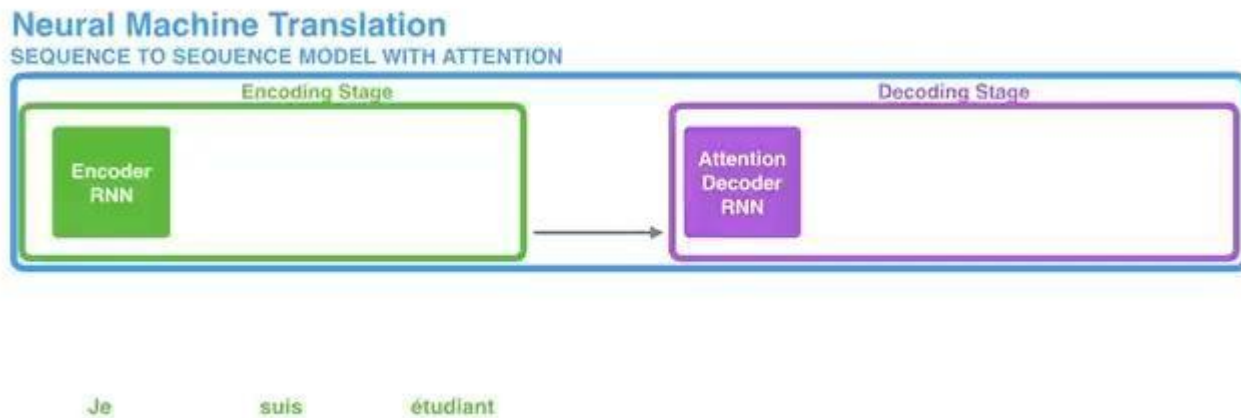 Neural Machine Translation
SEQUENCE TO SEQUENCE MODEL WITH ATTENTION
Encoding Stage
Decoding Stage
Encoder
RNN
Attention
Decoder
RNN
Je suis étudiant